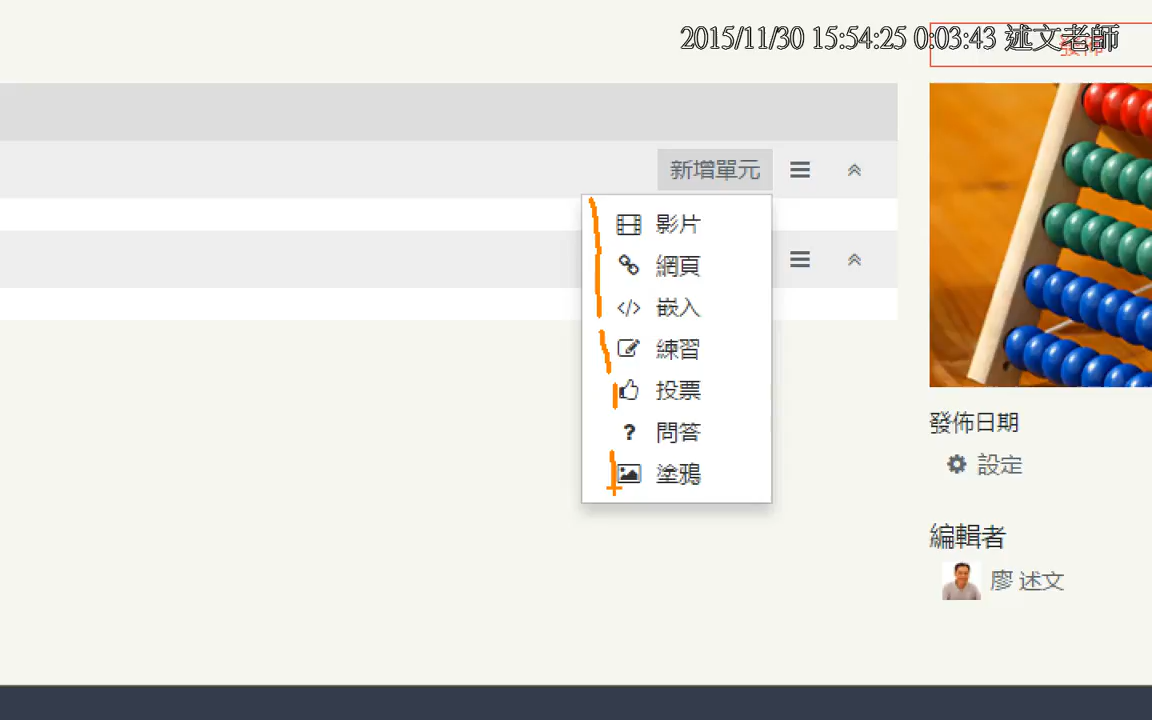 2015/11/30 15:54:25 0:03:43 述文老師
發佈
新增單元
影片
網頁
嵌入
練習
投票
問答
塗鴉
發佈日期
設定
編輯者
廖 述文